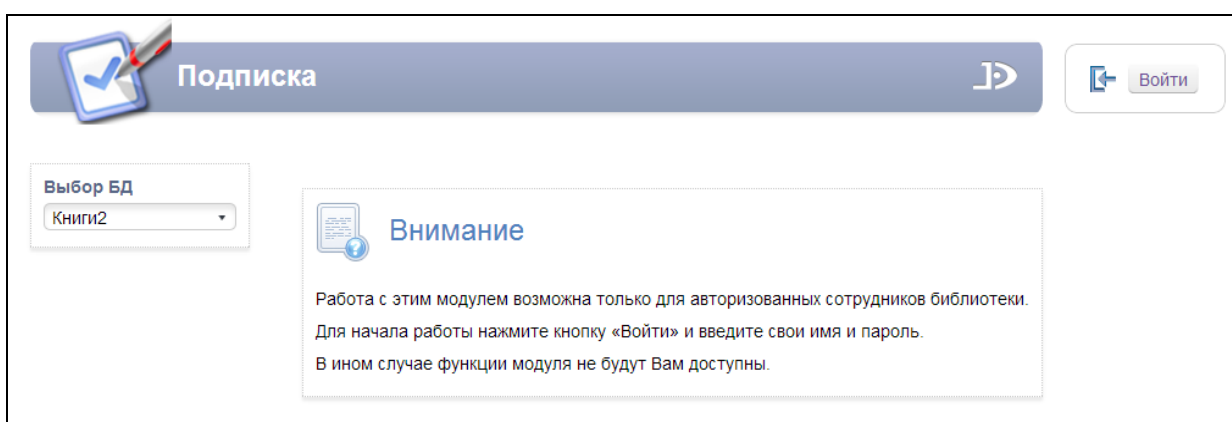 Подписка
Войти
Выбор БД
Книги2
Внимание
Работа с этим модулем возможна только для авторизованных сотрудников библиотеки.
Для начала работы нажмите кнопку «Войти» и введите свои имя и пароль.
В ином случае функции модуля не будут Вам доступны.